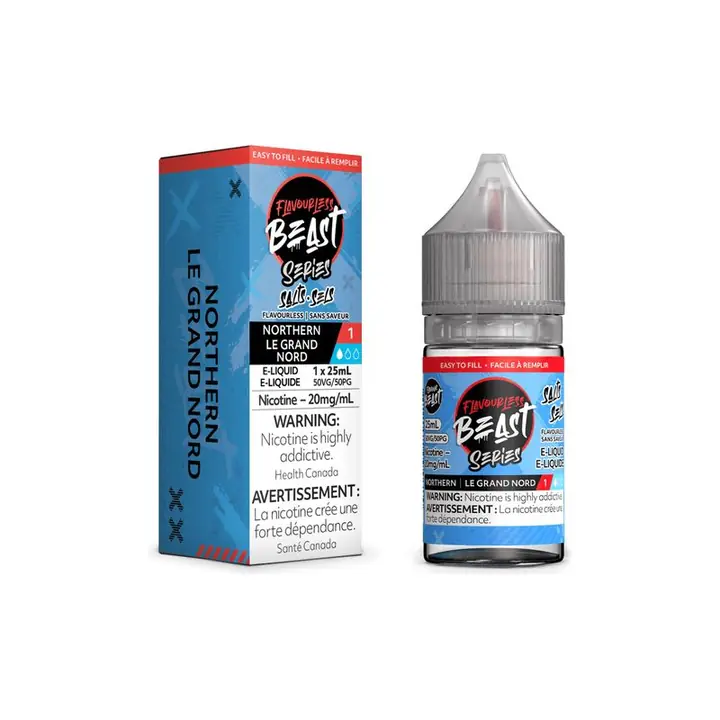 EASY TO FILL • FACILE À REMPLIR
FLAVOURLESS
BEAST
SERIES
SALTS • SELS
FLAVOURLESS | SANS SAVEUR
NORTHERN
LE GRAND
NORD
1
E-LIQUID
E-LIQUIDE
1 x 25mL
50VG/50PG
Nicotine – 20mg/mL
WARNING:
Nicotine is highly
addictive.
Health Canada
AVERTISSEMENT :
La nicotine crée une
forte dépendance.
Santé Canada
NORTHERN
LE GRAND NORD
EASY TO FILL • FACILE À REMPLIR
BEAST
25mL
50VG/50PG
Nicotine –
20mg/mL
FLAVOURLESS
BEAST
SERIES
SALTS
SELS
FLAVOURLESS
SANS SAVEUR
E-LIQUID
E-LIQUIDE
NORTHERN | LE GRAND NORD
1
WARNING: Nicotine is highly addictive.
AVERTISSEMENT : La nicotine crée une
forte dépendance.